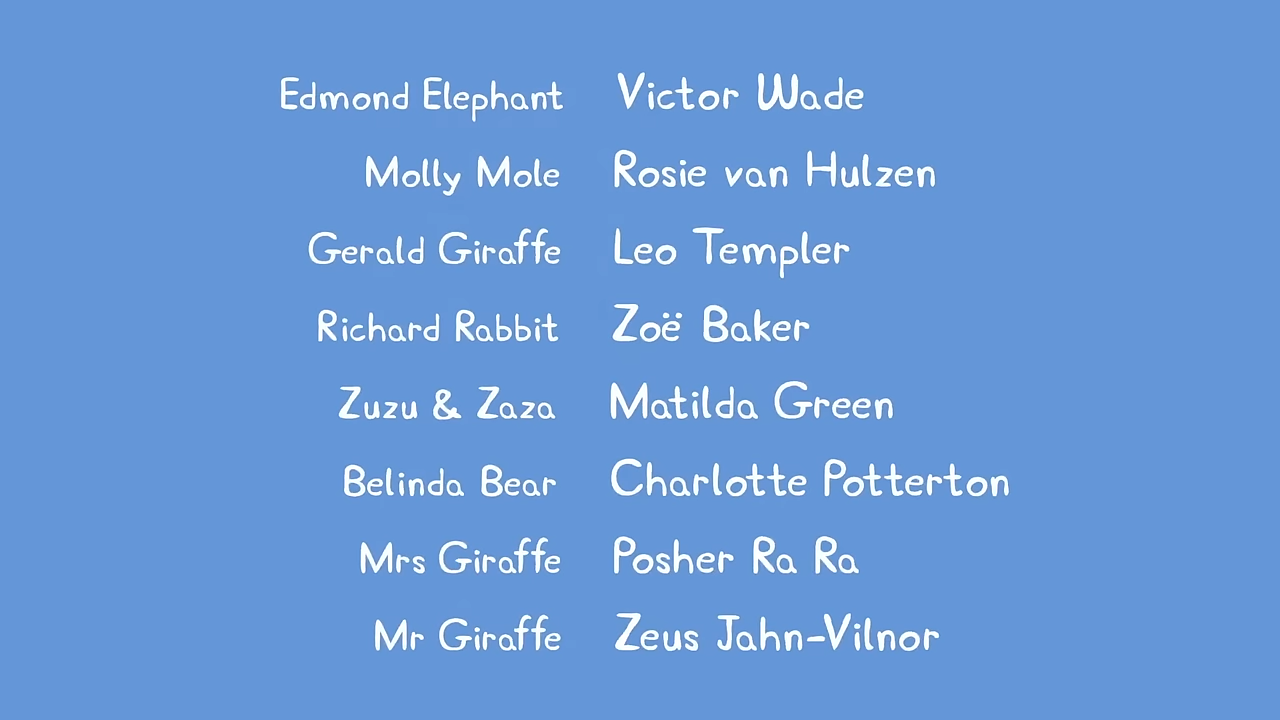 Edmond Elephant Victor Wade
Molly Mole Rosie van Hulzen
Gerald Giraffe Leo Templer
Richard Rabbit Zoë Baker
Zuzu & Zaza Matilda Green
Belinda Bear Charlotte Potterton
Mrs Giraffe Posher Ra Ra
Mr Giraffe Zeus Jahn-Vilnor